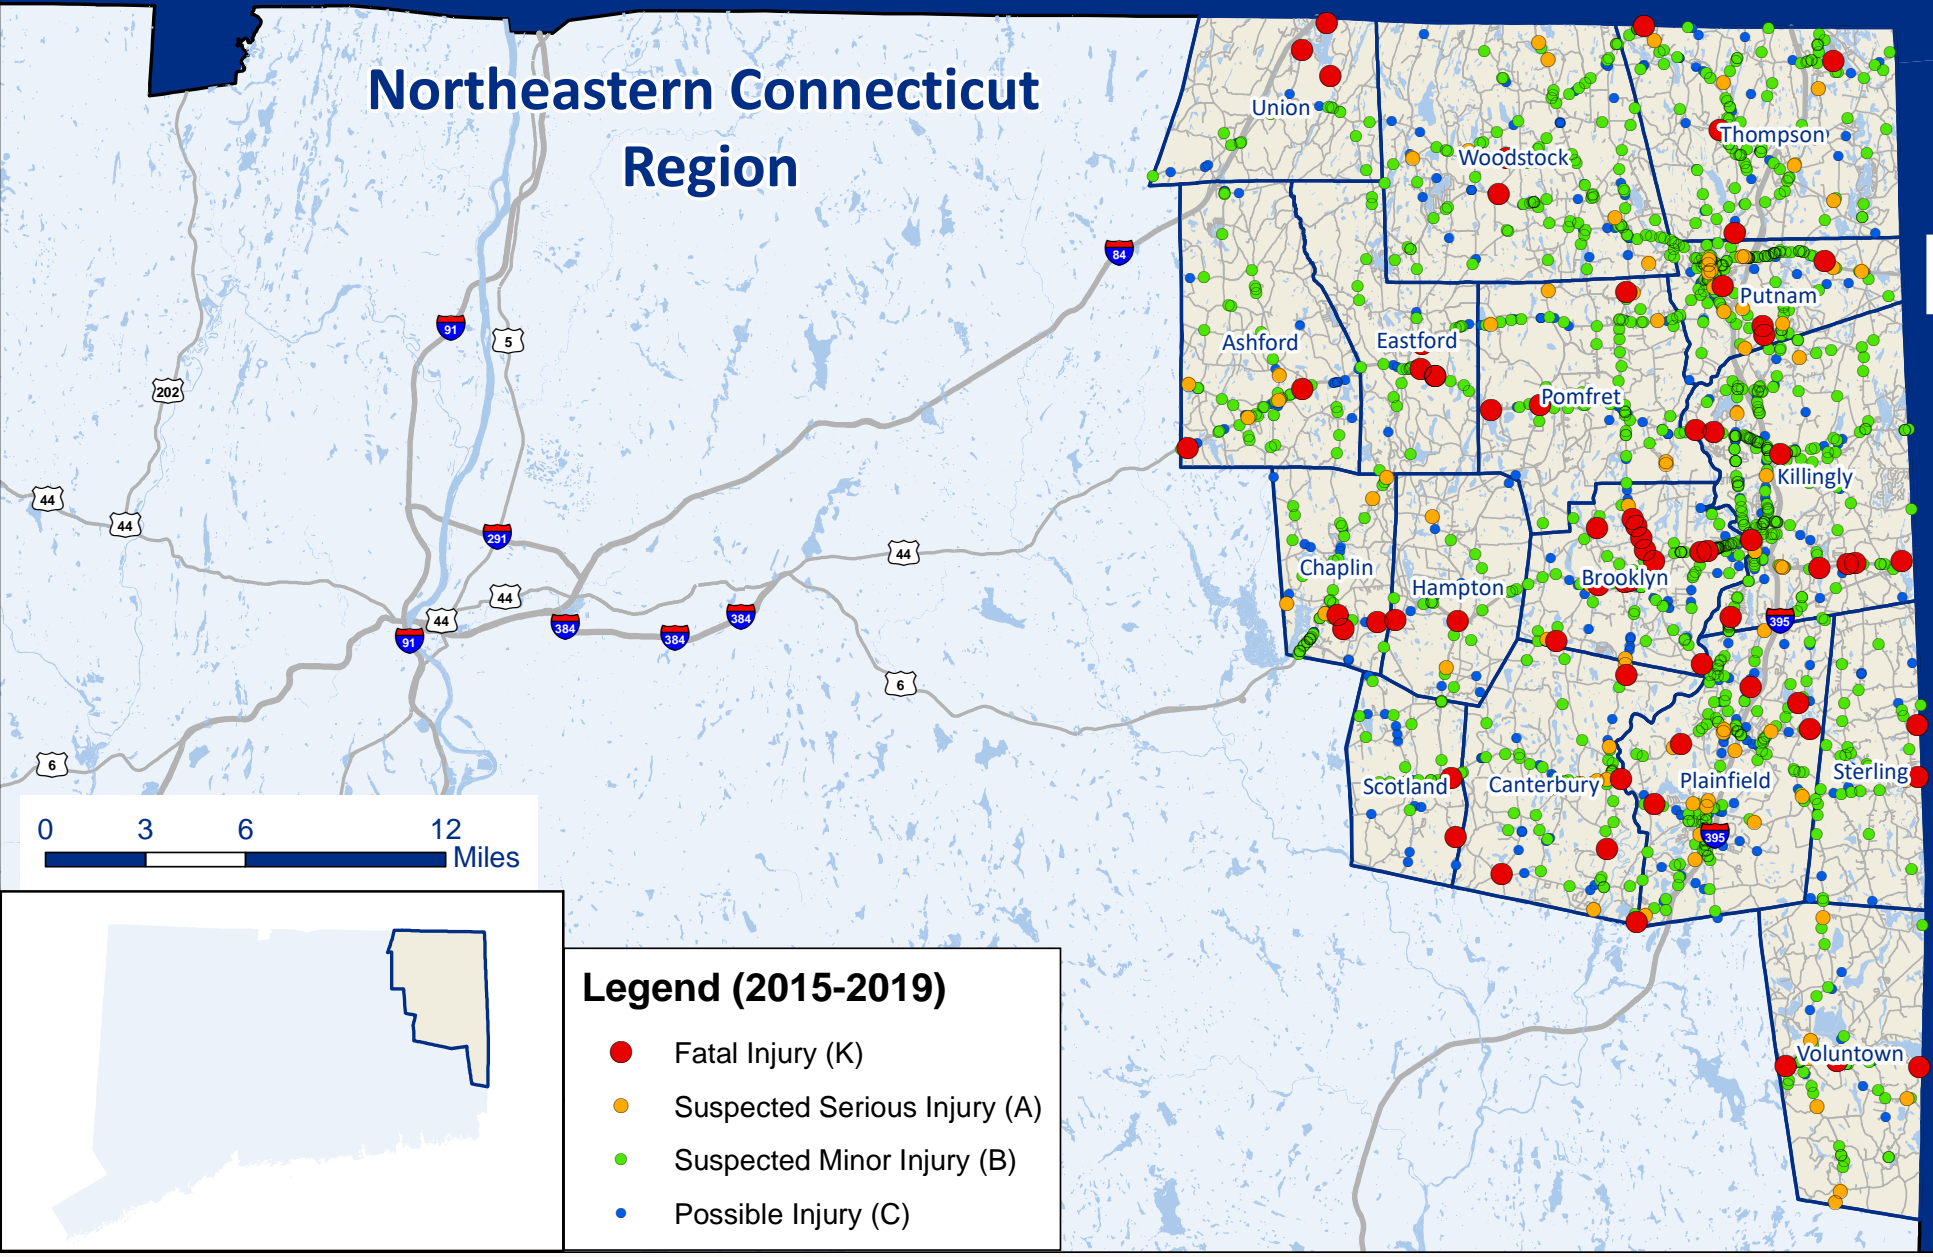 Northeastern Connecticut
Region
Union
Woodstock
Thompson
84
Putnam
91
5
Ashford
Eastford
202
Pomfret
Killingly
44
44
291
44
Chaplin
Hampton
Brooklyn
44
44
384
384
384
91
395
6
6
Scotland
Canterbury
Plainfield
Sterling
395
0 3 6 12
Miles
Voluntown
Legend (2015-2019)
Fatal Injury (K)
Suspected Serious Injury (A)
Suspected Minor Injury (B)
Possible Injury (C)